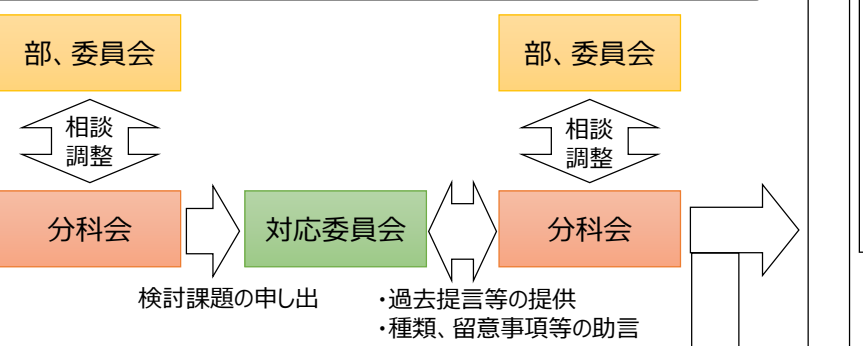 部、委員会
部、委員会
相談
調整
相談
調整
分科会
対応委員会
分科会
検討課題の申し出
・過去提言等の提供
・種類、留意事項等の助言